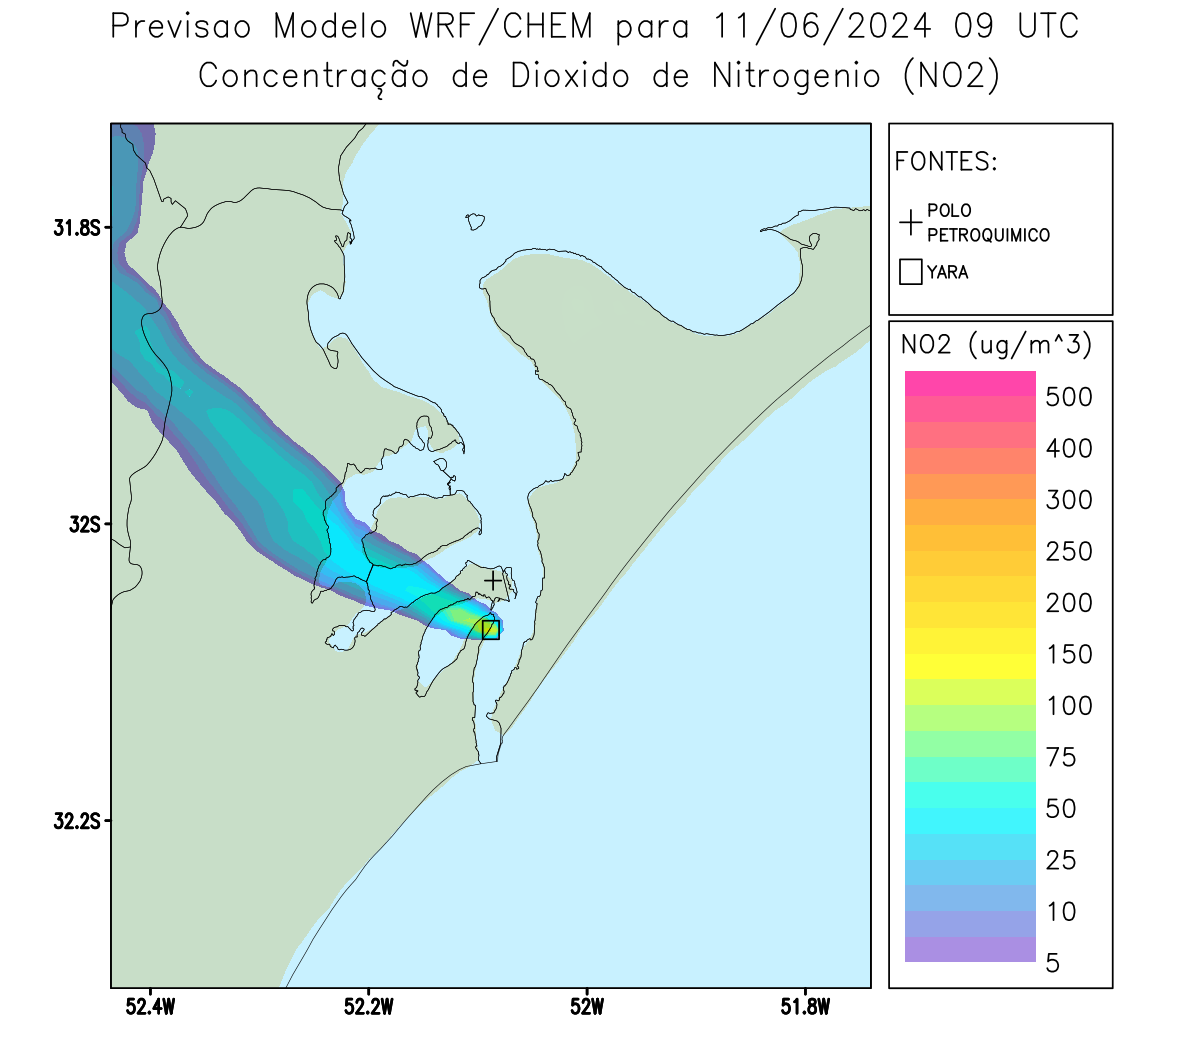 Previsao Modelo WRF/CHEM para 11/06/2024 09 UTC
Concentração de Dioxido de Nitrogenio (NO2)
FONTES:
POLO
PETROQUIMICO
YARA
NO2 (ug/m^3)
500
400
300
250
200
150
100
75
50
25
10
5
31.8S
32S
32.2S
52.4W
52.2W
52W
51.8W